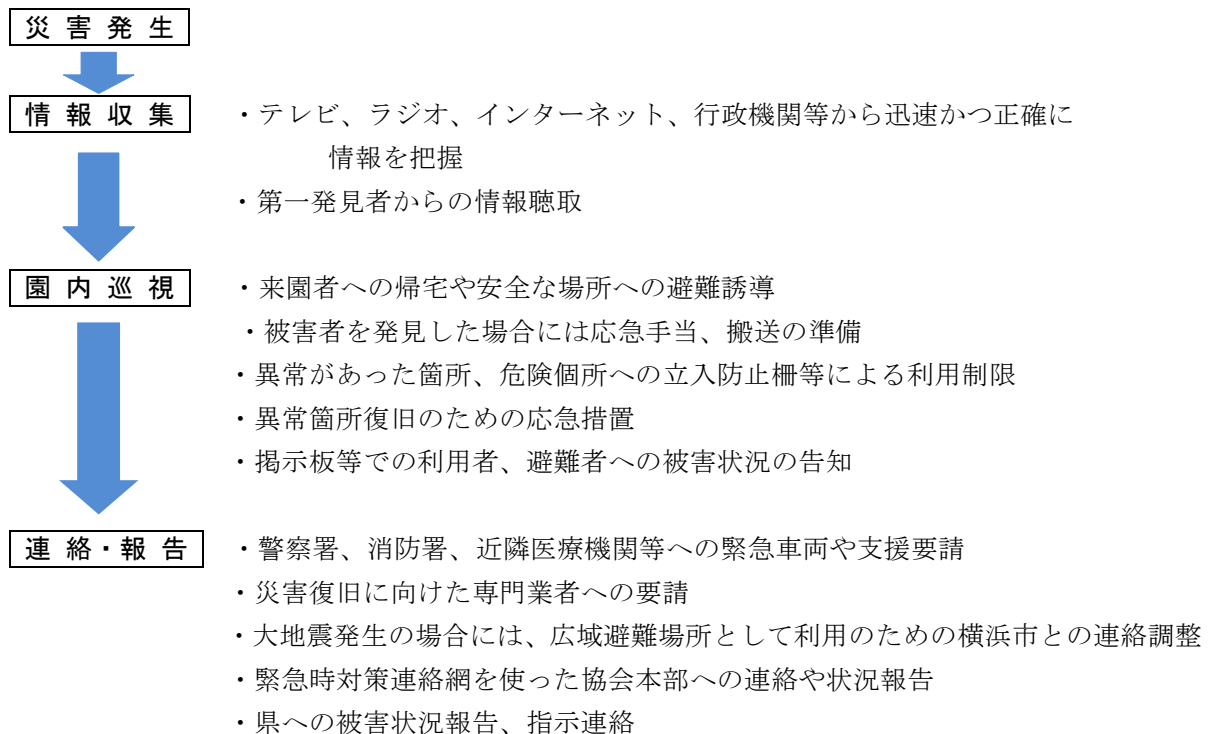 災 害 発 生
情 報 収 集
・テレビ、ラジオ、インターネット、行政機関等から迅速かつ正確に
情報を把握
・第一発見者からの情報聴取
園 内 巡 視
・来園者への帰宅や安全な場所への避難誘導
・被害者を発見した場合には応急手当、搬送の準備
・異常があった箇所、危険個所への立入防止柵等による利用制限
・異常箇所復旧のための応急措置
・掲示板等での利用者、避難者への被害状況の告知
連 絡・報 告
・警察署、消防署、近隣医療機関等への緊急車両や支援要請
・災害復旧に向けた専門業者への要請
・大地震発生の場合には、広域避難場所として利用のための横浜市との連絡調整
・緊急時対策連絡網を使った協会本部への連絡や状況報告
・県への被害状況報告、指示連絡